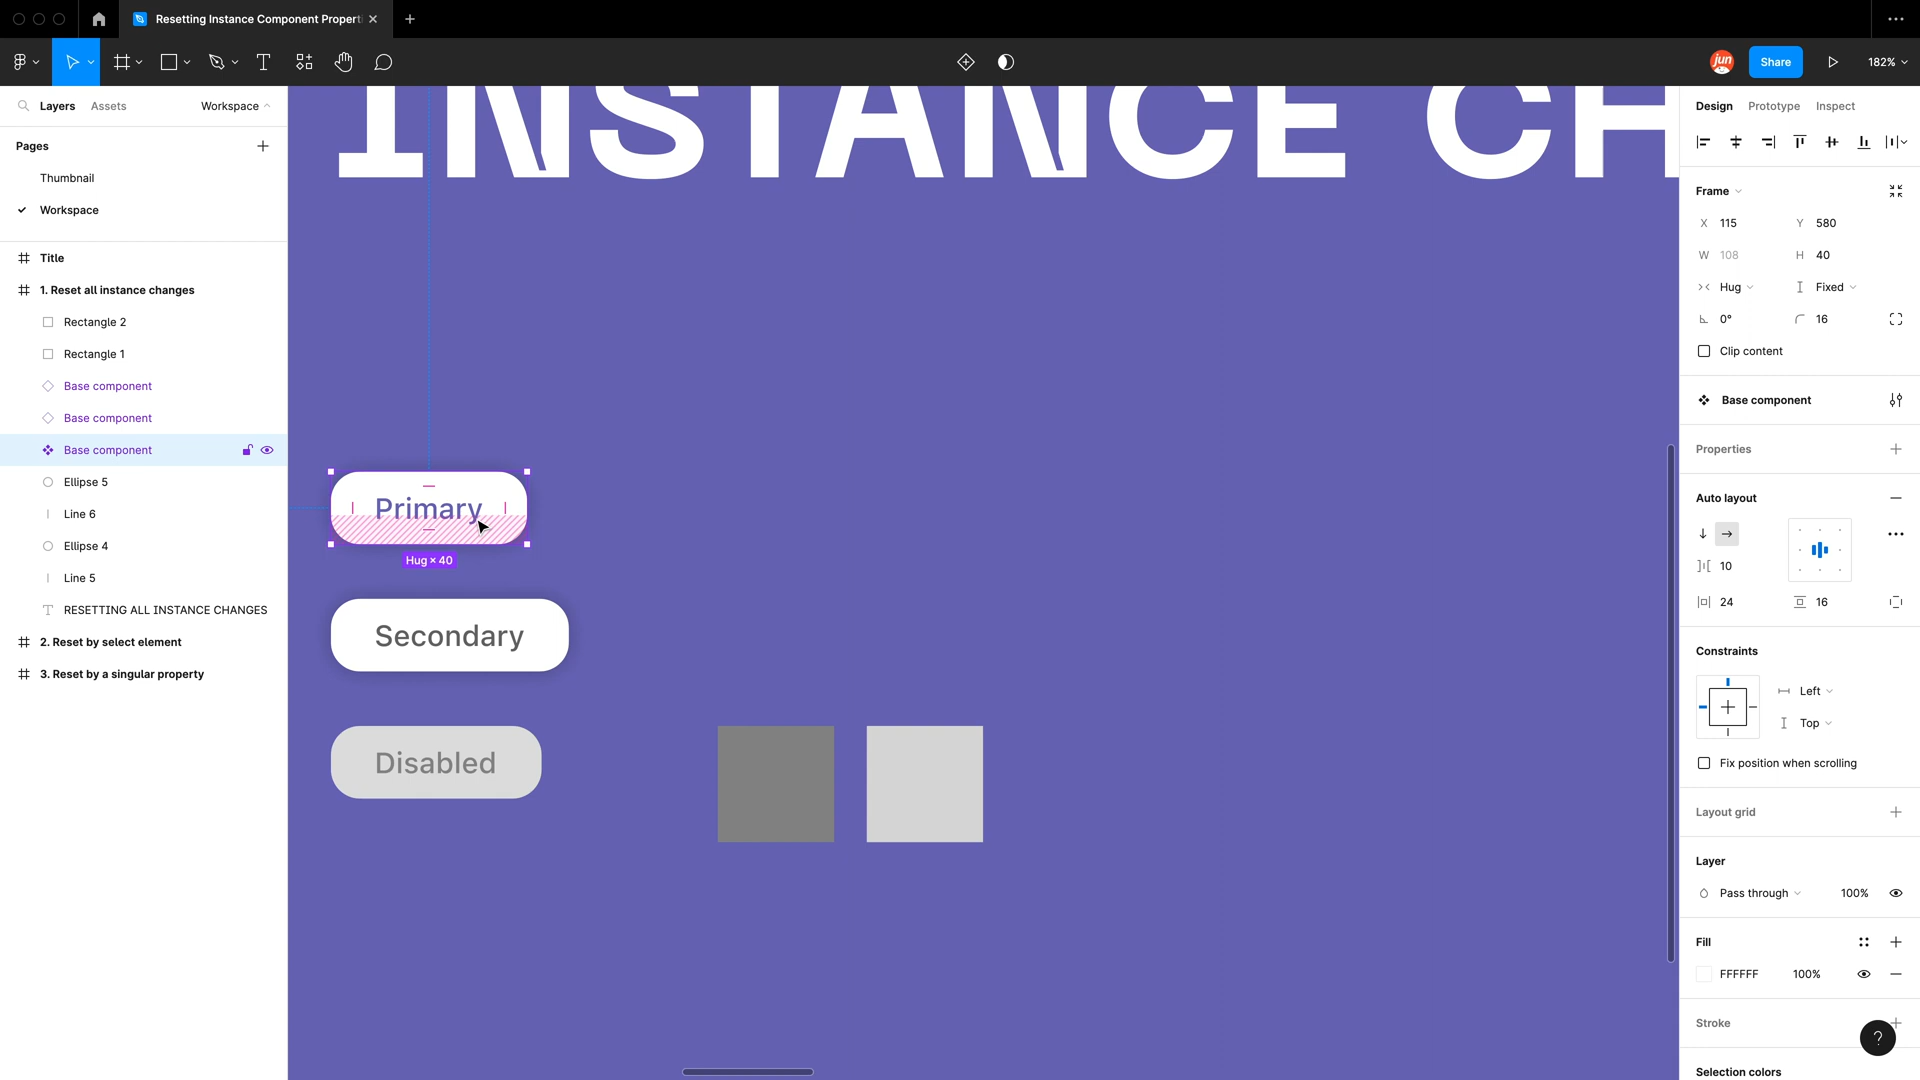 Resetting Instance Component Propert
jun
Share
182%
Layers
Assets
Workspace
Pages
Thumbnail
Workspace
Title
1. Reset all instance changes
Rectangle 2
Rectangle 1
Base component
Base component
Base component
Ellipse 5
Line 6
Ellipse 4
Line 5
RESETTING ALL INSTANCE CHANGES
2. Reset by select element
3. Reset by a singular property
INSTANCE CH
Primary
Hug × 40
Secondary
Disabled
Design
Prototype
Inspect
Frame
X 115
Y 580
W 108
H 40
Hug
Fixed
0°
16
Clip content
Base component
Properties
Auto layout
10
24
16
Constraints
Left
Top
Fix position when scrolling
Layout grid
Layer
Pass through
100%
Fill
FFFFFF
100%
Stroke
?
Selection colors